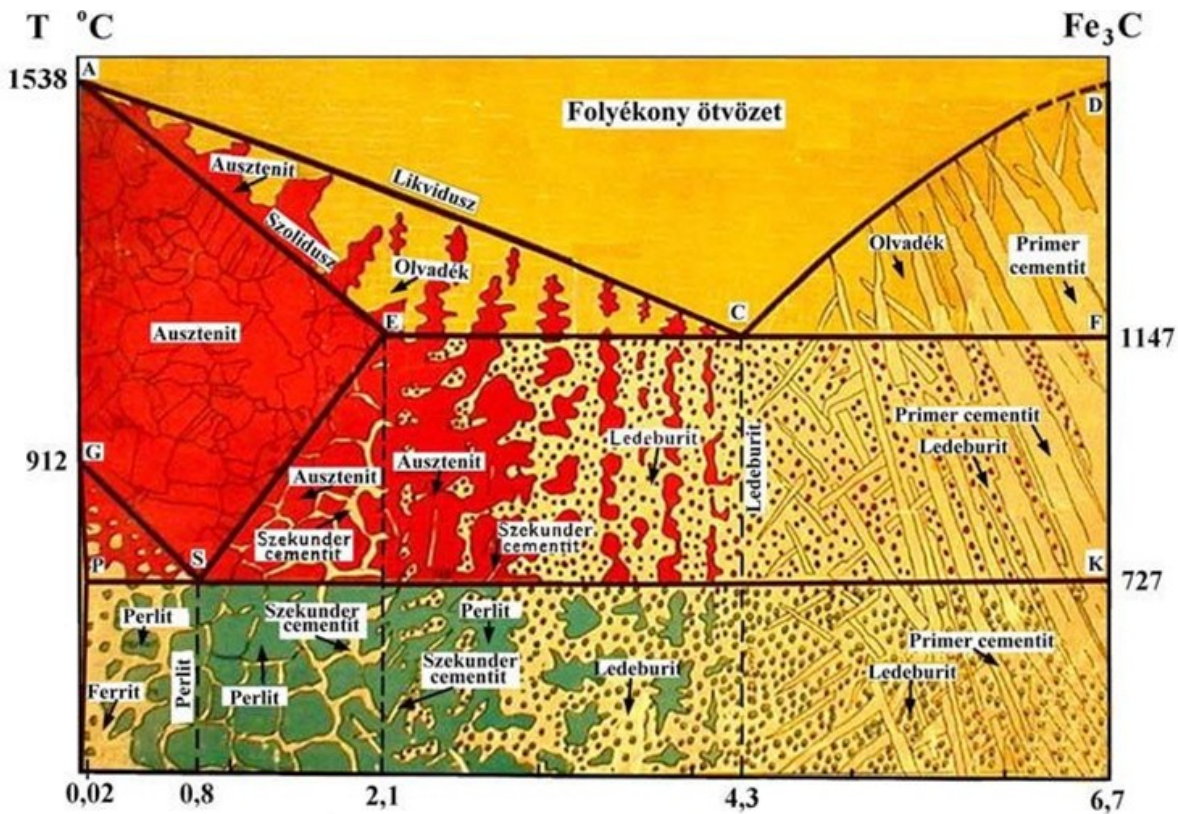 T °C
Fe₃C
1538
A
D
Folyékony ötvözet
Ausztenit
Likvidusz
Szolidusz
Olvadék
Olvadék
Primer
cementit
E
C
F
1147
Ausztenit
G
912
Ausztenit
Szekunder
cementit
Ausztenit
Ledeburit
Szekunder
cementit
Ledeburit
Primer cementit
Ledeburit
P
S
K
727
Perlit
Ferrit
Perlit
Szekunder
cementit
Perlit
Perlit
Szekunder
cementit
Ledeburit
Primer cementit
Ledeburit
0,02
0,8
2,1
4,3
6,7